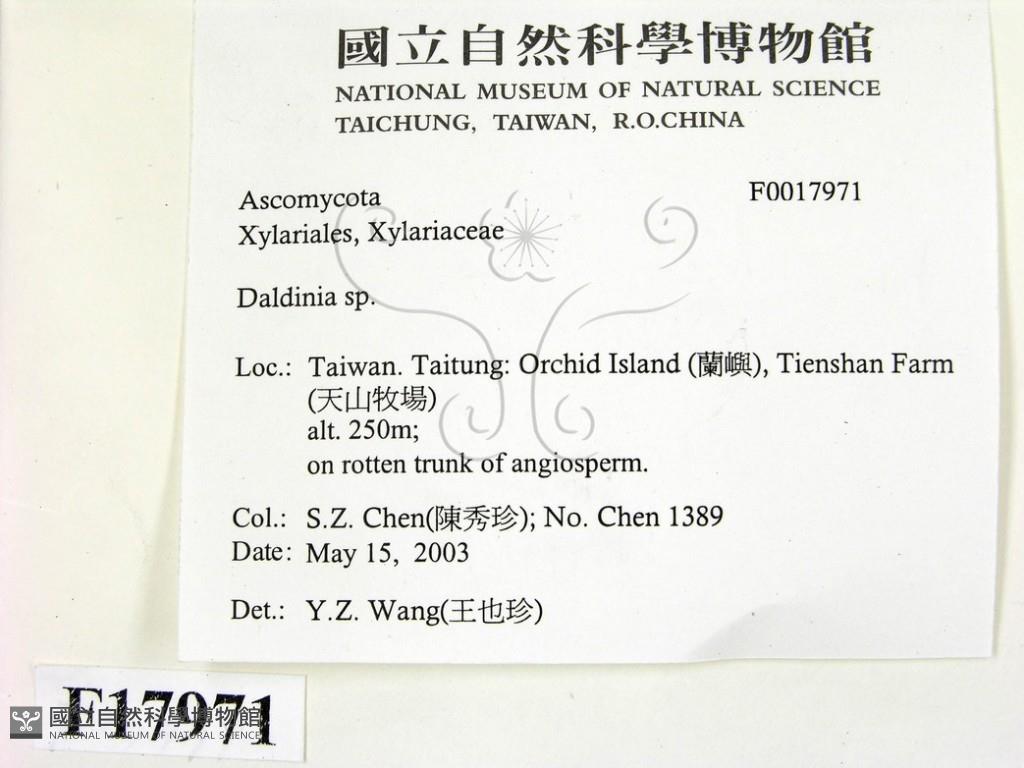 國立自然科學博物館
NATIONAL MUSEUM OF NATURAL SCIENCE
TAICHUNG, TAIWAN, R.O.CHINA
Ascomycota F0017971
Xylariales, Xylariaceae
Daldinia sp.
Loc.: Taiwan. Taitung: Orchid Island (蘭嶼), Tienshan Farm
(天山牧場)
alt. 250m;
on rotten trunk of angiosperm.
Col.: S.Z. Chen(陳秀珍); No. Chen 1389
Date: May 15, 2003
Det.: Y.Z. Wang(王也珍)
F17971
國立自然科學博物館
NATIONAL MUSEUM OF NATURAL SCIENCE